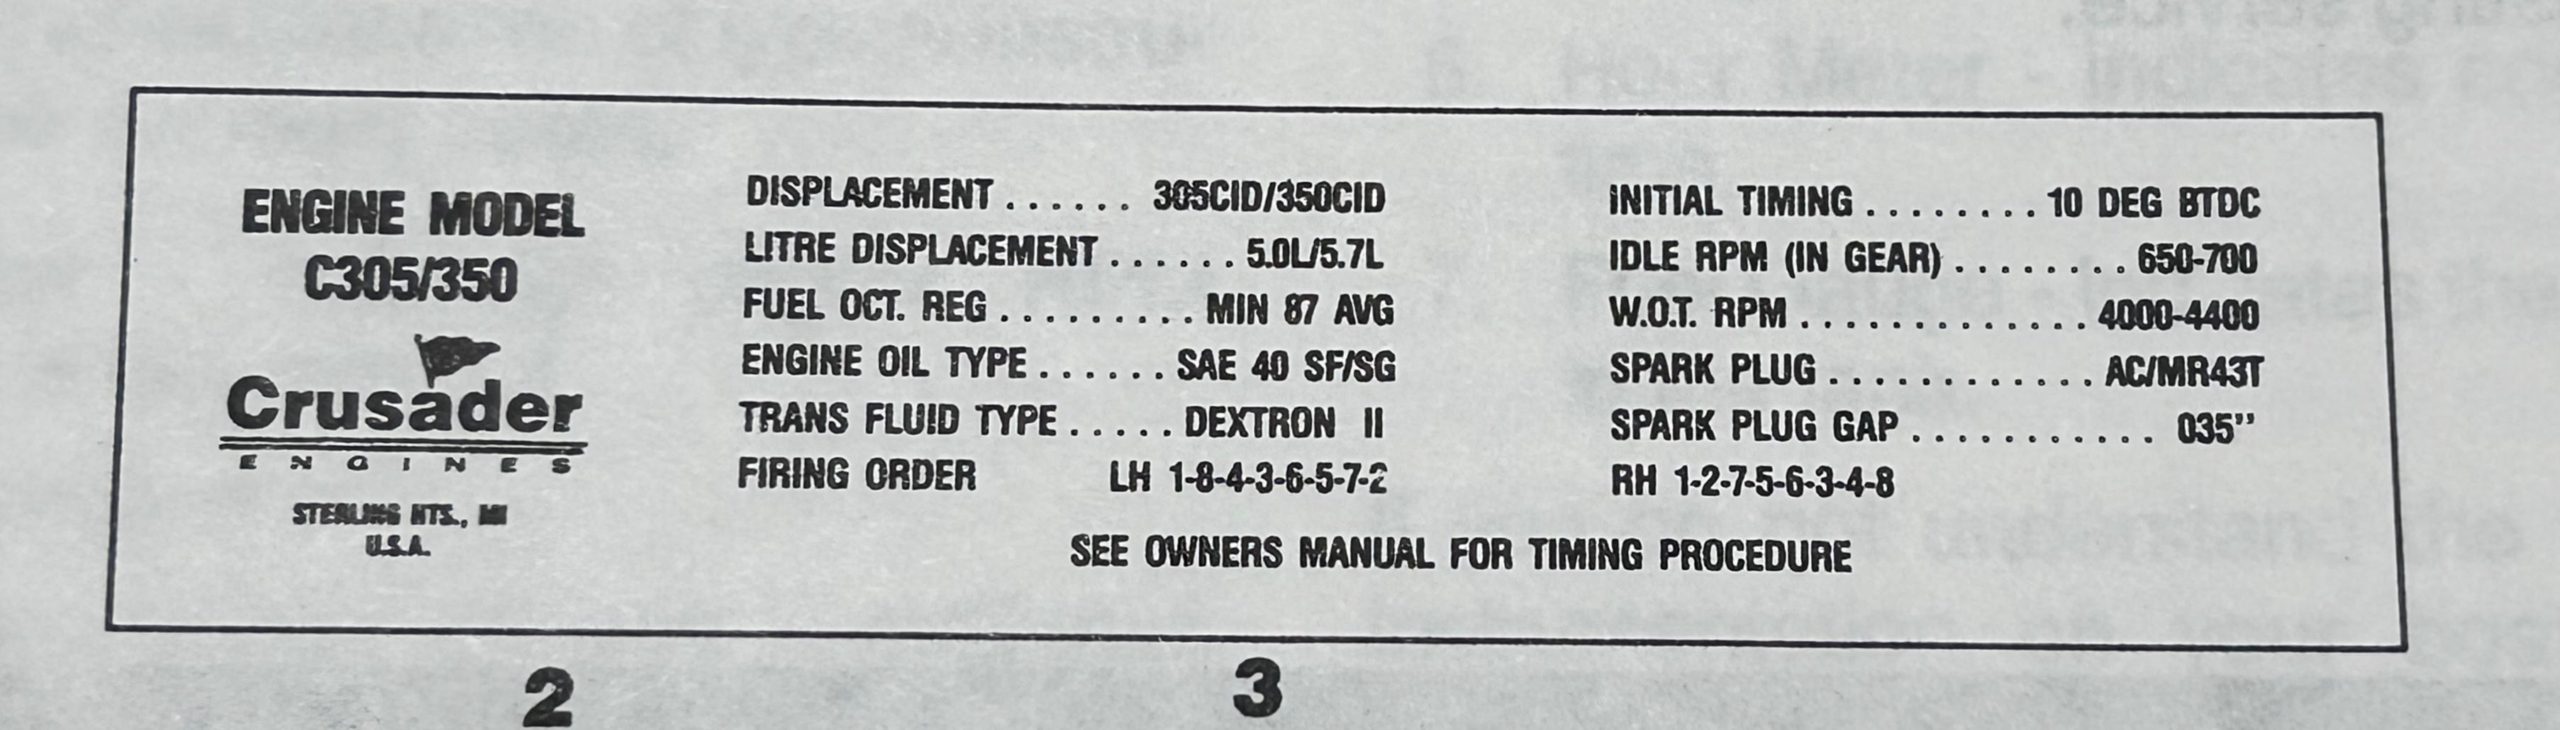 ENGINE MODEL
C305/350
Crusader
ENGINES
STERLING HTS., MI
U.S.A.
DISPLACEMENT ...... 305CID/350CID
LITRE DISPLACEMENT ...... 5.0L/5.7L
FUEL OCT. REG ......... MIN 87 AVG
ENGINE OIL TYPE ...... SAE 40 SF/SG
TRANS FLUID TYPE ..... DEXTRON II
FIRING ORDER LH 1-8-4-3-6-5-7-2
INITIAL TIMING ........ 10 DEG BTDC
IDLE RPM (IN GEAR) ........ 650-700
W.O.T. RPM .............. 4000-4400
SPARK PLUG ............. AC/MR43T
SPARK PLUG GAP ........... 035"
RH 1-2-7-5-6-3-4-8
SEE OWNERS MANUAL FOR TIMING PROCEDURE
2
3